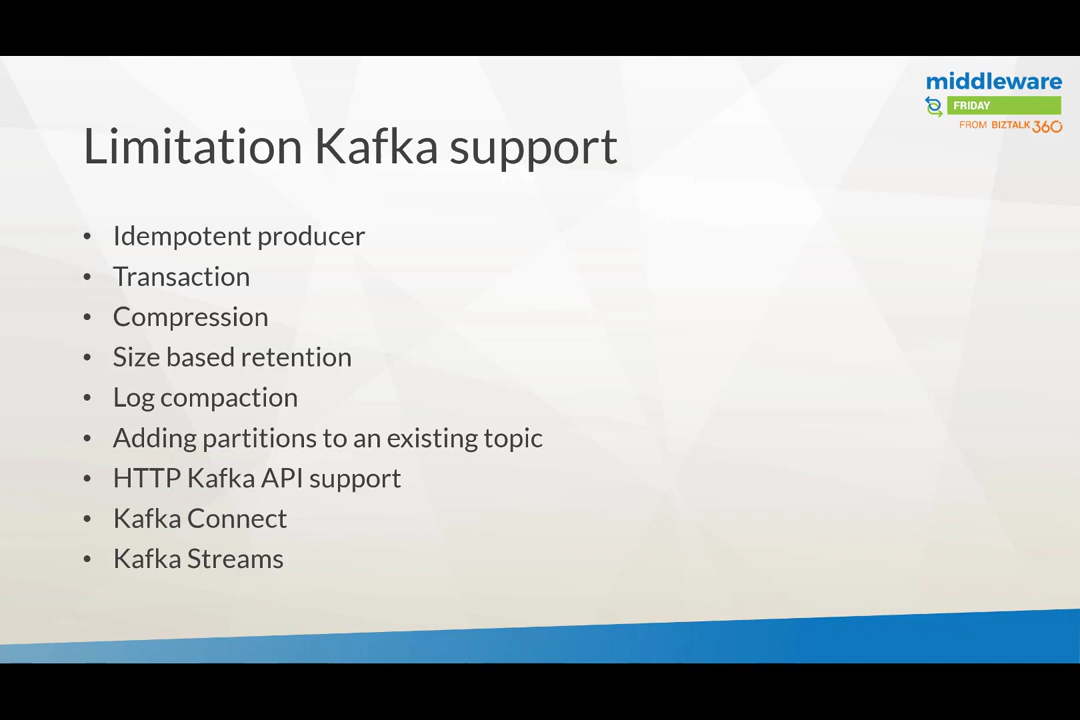 middleware
FRIDAY
FROM BIZTALK 360
Limitation Kafka support
• Idempotent producer
• Transaction
• Compression
• Size based retention
• Log compaction
• Adding partitions to an existing topic
• HTTP Kafka API support
• Kafka Connect
• Kafka Streams